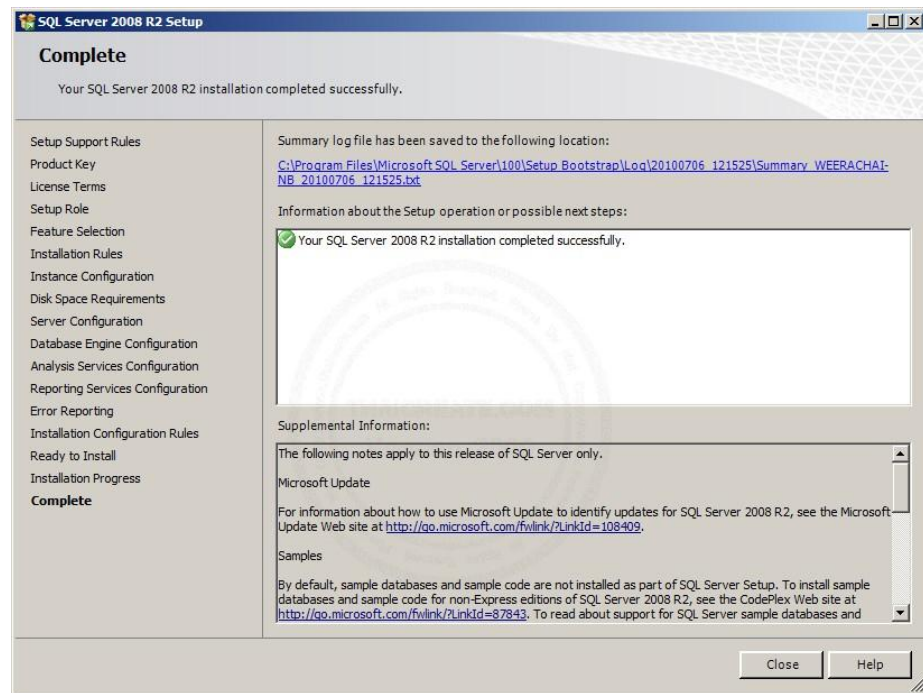 SQL Server 2008 R2 Setup
Complete
Your SQL Server 2008 R2 installation completed successfully.
Setup Support Rules
Product Key
License Terms
Setup Role
Feature Selection
Installation Rules
Instance Configuration
Disk Space Requirements
Server Configuration
Database Engine Configuration
Analysis Services Configuration
Reporting Services Configuration
Error Reporting
Installation Configuration Rules
Ready to Install
Installation Progress
Complete
Summary log file has been saved to the following location:
C:\Program Files\Microsoft SQL Server\100\Setup Bootstrap\Log\20100706_121525\Summary_WEERACHAI-
NB_20100706_121525.txt
Information about the Setup operation or possible next steps:
Your SQL Server 2008 R2 installation completed successfully.
Supplemental Information:
The following notes apply to this release of SQL Server only.
Microsoft Update
For information about how to use Microsoft Update to identify updates for SQL Server 2008 R2, see the Microsoft
Update Web site at http://go.microsoft.com/fwlink/?LinkId=108409.
Samples
By default, sample databases and sample code are not installed as part of SQL Server Setup. To install sample
databases and sample code for non-Express editions of SQL Server 2008 R2, see the CodePlex Web site at
http://go.microsoft.com/fwlink/?LinkId=87843. To read about support for SQL Server sample databases and
Close
Help